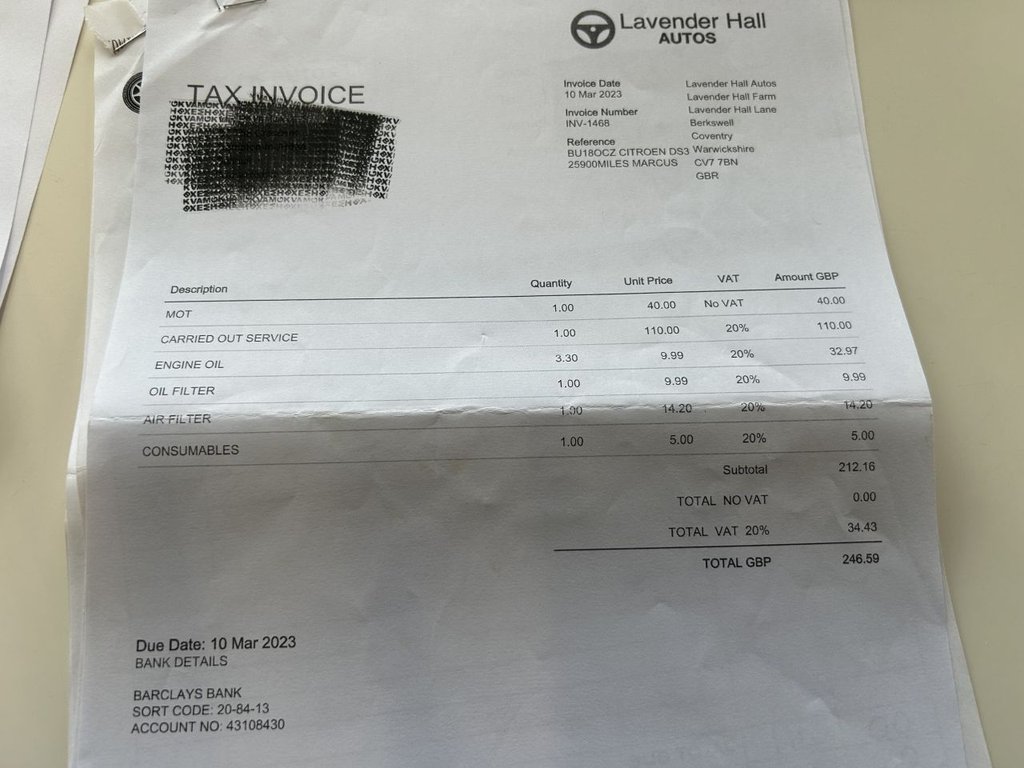 Lavender Hall
AUTOS
TAX INVOICE
Invoice Date
10 Mar 2023
Invoice Number
INV-1468
Reference
BU18OCZ CITROEN DS3
25900MILES MARCUS
Lavender Hall Autos
Lavender Hall Farm
Lavender Hall Lane
Berkswell
Coventry
Warwickshire
CV7 7BN
GBR
Description Quantity Unit Price VAT Amount GBP
MOT 1.00 40.00 No VAT 40.00
CARRIED OUT SERVICE 1.00 110.00 20% 110.00
ENGINE OIL 3.30 9.99 20% 32.97
OIL FILTER 1.00 9.99 20% 9.99
AIR FILTER 1.00 14.20 20% 14.20
CONSUMABLES 1.00 5.00 20% 5.00
Subtotal 212.16
TOTAL NO VAT 0.00
TOTAL VAT 20% 34.43
TOTAL GBP 246.59
Due Date: 10 Mar 2023
BANK DETAILS
BARCLAYS BANK
SORT CODE: 20-84-13
ACCOUNT NO: 43108430